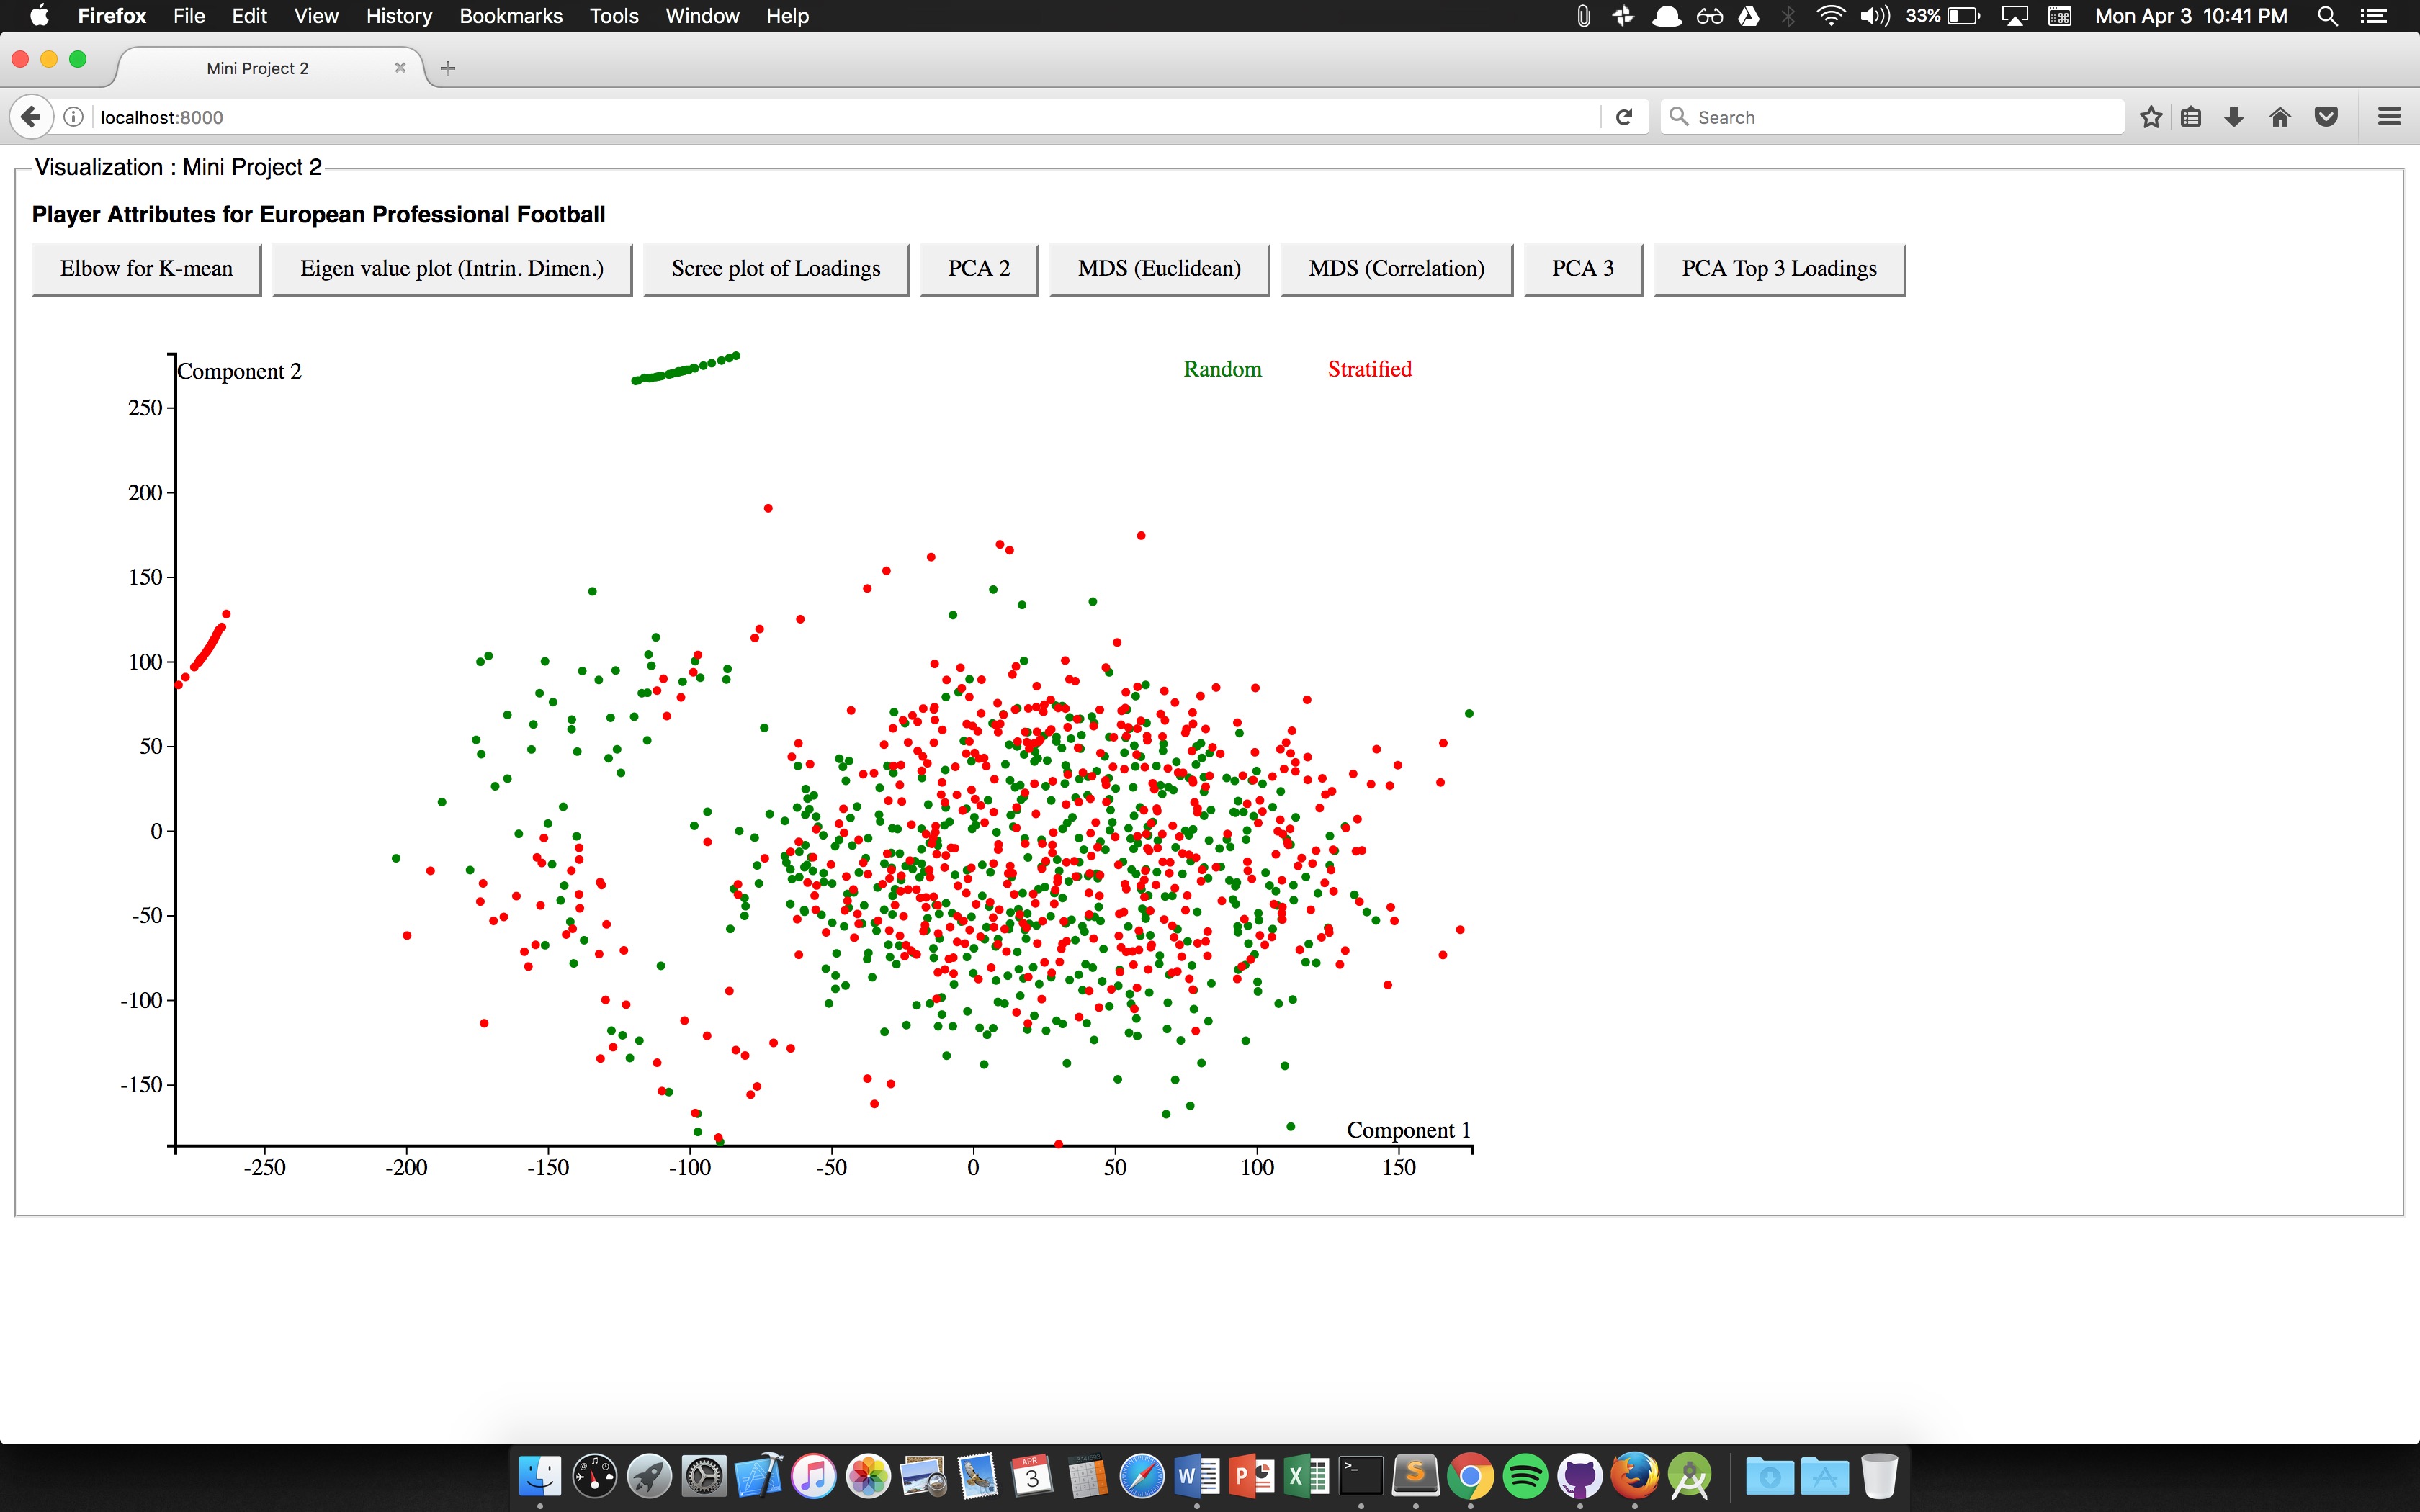 Firefox File Edit View History Bookmarks Tools Window Help 33% Mon Apr 3 10:41 PM
Mini Project 2
localhost:8000 Search
Visualization : Mini Project 2
Player Attributes for European Professional Football
Elbow for K-mean Eigen value plot (Intrin. Dimen.) Scree plot of Loadings PCA 2 MDS (Euclidean) MDS (Correlation) PCA 3 PCA Top 3 Loadings
Component 2 Random Stratified
250
200
150
100
50
0
-50
-100
-150
Component 1
-250 -200 -150 -100 -50 0 50 100 150
APR
3
W P X >_ S